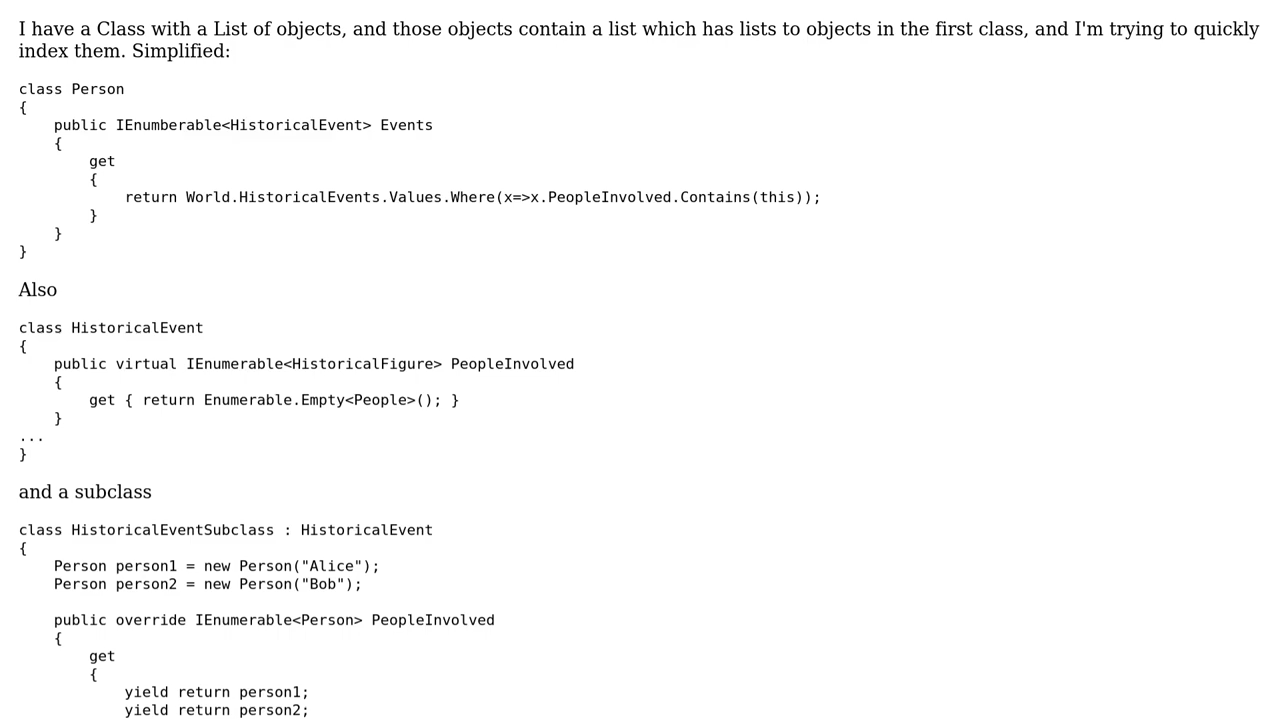 I have a Class with a List of objects, and those objects contain a list which has lists to objects in the first class, and I'm trying to quickly
index them. Simplified:
class Person
{
    public IEnumberable<HistoricalEvent> Events
    {
        get
        {
            return World.HistoricalEvents.Values.Where(x=>x.PeopleInvolved.Contains(this));
        }
    }
}
Also
class HistoricalEvent
{
    public virtual IEnumerable<HistoricalFigure> PeopleInvolved
    {
        get { return Enumerable.Empty<People>(); }
    }
...
}
and a subclass
class HistoricalEventSubclass : HistoricalEvent
{
    Person person1 = new Person("Alice");
    Person person2 = new Person("Bob");
    public override IEnumerable<Person> PeopleInvolved
    {
        get
        {
            yield return person1;
            yield return person2;